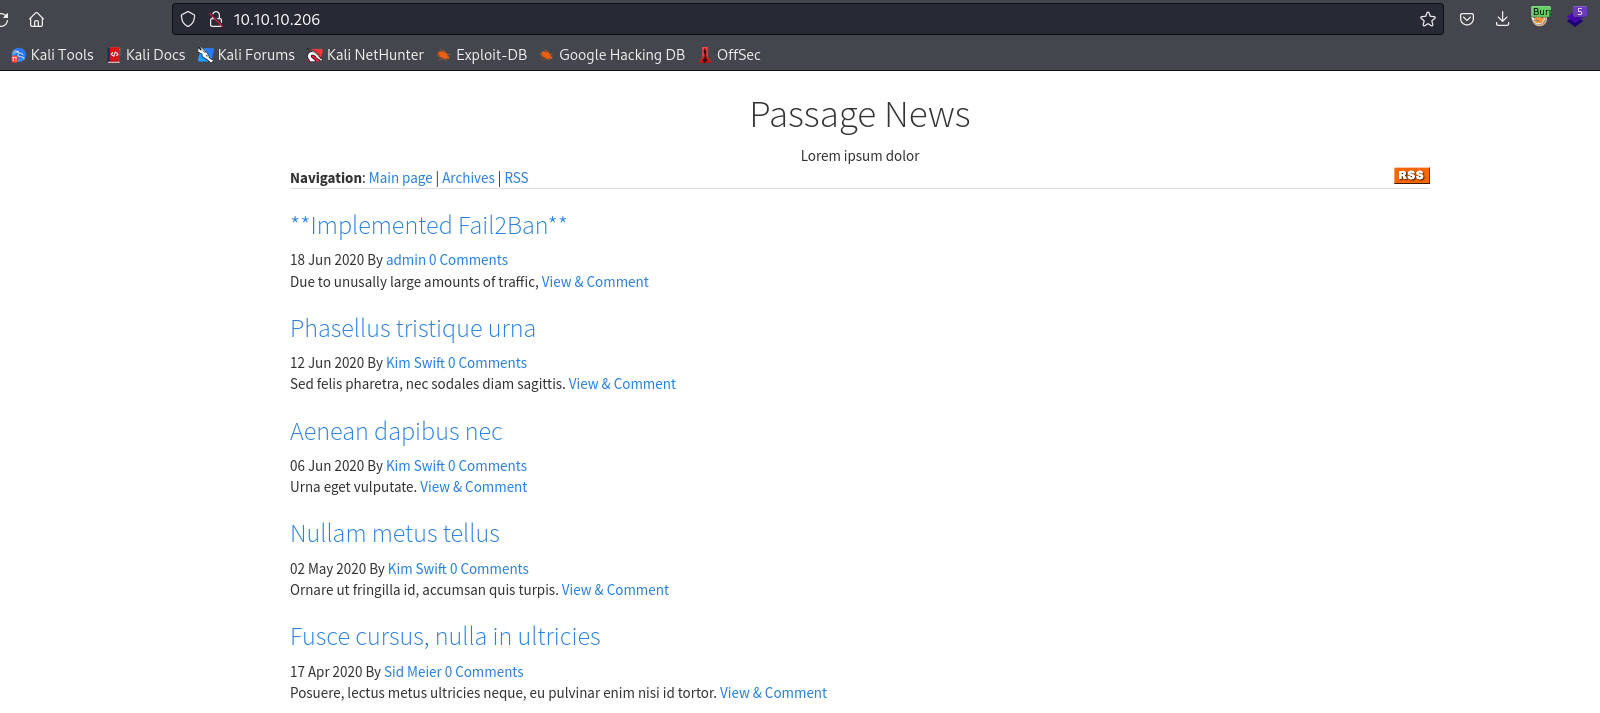 10.10.10.206
Burr
5
Kali Tools Kali Docs Kali Forums Kali NetHunter Exploit-DB Google Hacking DB OffSec
Passage News
Lorem ipsum dolor
Navigation: Main page | Archives | RSS
RSS
**Implemented Fail2Ban**
18 Jun 2020 By admin 0 Comments
Due to unusally large amounts of traffic, View & Comment
Phasellus tristique urna
12 Jun 2020 By Kim Swift 0 Comments
Sed felis pharetra, nec sodales diam sagittis. View & Comment
Aenean dapibus nec
06 Jun 2020 By Kim Swift 0 Comments
Urna eget vulputate. View & Comment
Nullam metus tellus
02 May 2020 By Kim Swift 0 Comments
Ornare ut fringilla id, accumsan quis turpis. View & Comment
Fusce cursus, nulla in ultricies
17 Apr 2020 By Sid Meier 0 Comments
Posuere, lectus metus ultricies neque, eu pulvinar enim nisi id tortor. View & Comment